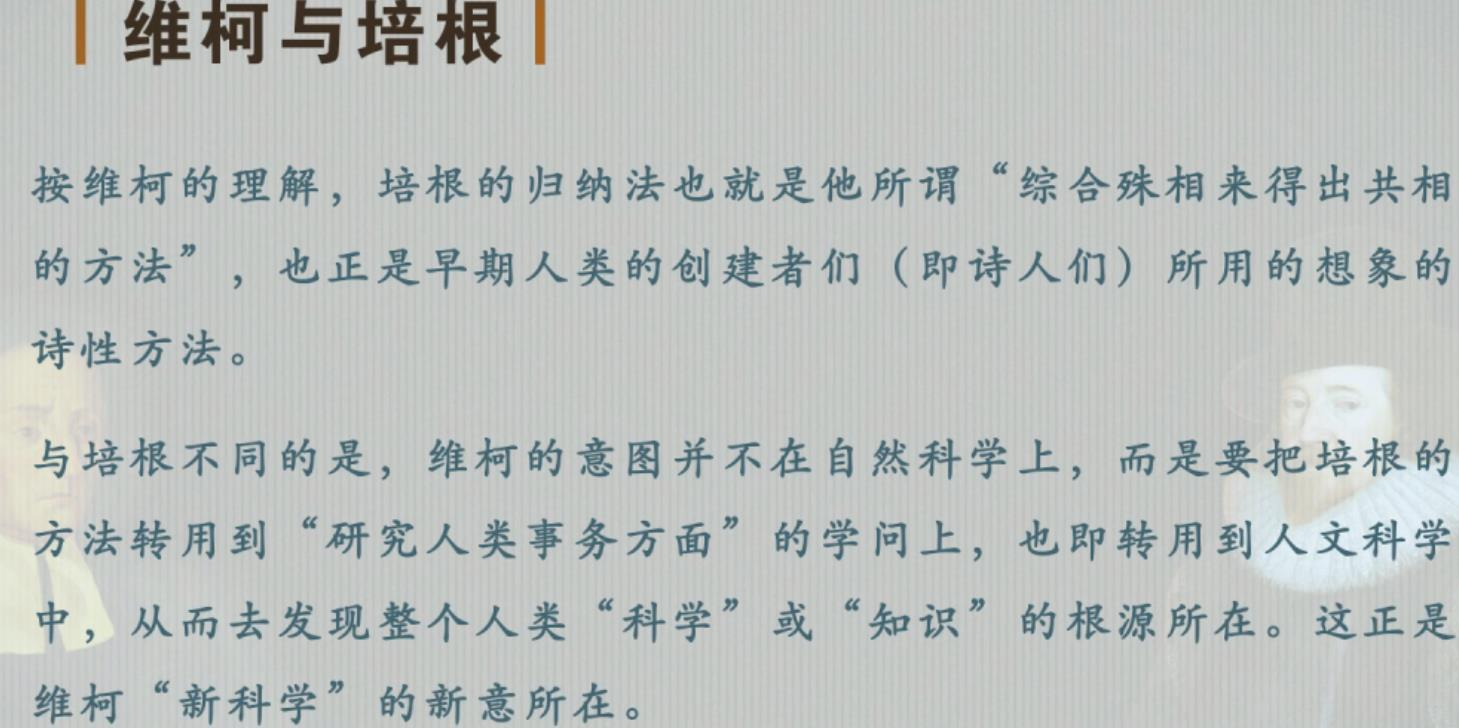 维柯与培根
按维柯的理解，培根的归纳法也就是他所谓“综合殊相来得出共相
的方法”，也正是早期人类的创建者们（即诗人们）所用的想象的
诗性方法。
与培根不同的是，维柯的意图并不在自然科学上，而是要把培根的
方法转用到“研究人类事务方面”的学问上，也即转用到人文科学
中，从而去发现整个人类“科学”或“知识”的根源所在。这正是
维柯“新科学”的新意所在。